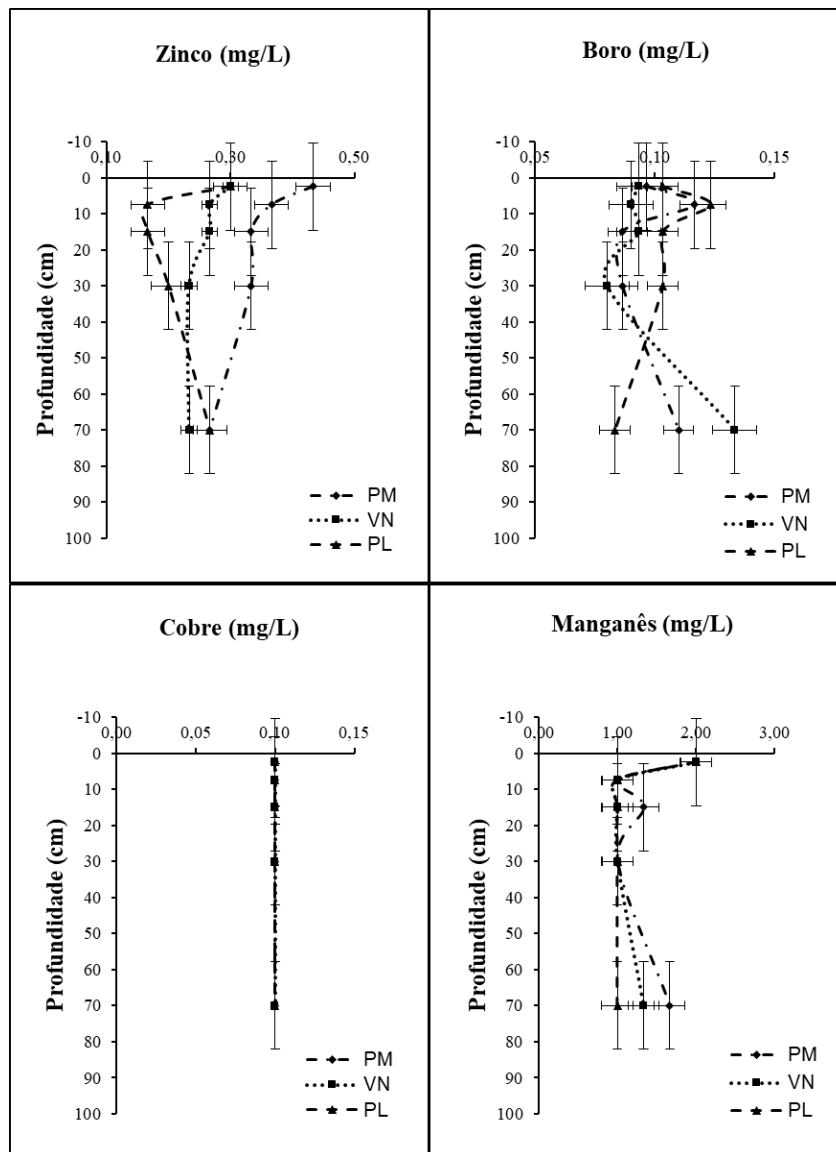 Zinco (mg/L)
-10
0,10 0,30 0,50
0
10
20
30
40
50
60
70
80
90
100
Profundidade (cm)
PM
VN
PL
Boro (mg/L)
-10
0,05 0,10 0,15
0
10
20
30
40
50
60
70
80
90
100
Profundidade (cm)
PM
VN
PL
Cobre (mg/L)
-10
0,00 0,05 0,10 0,15
0
10
20
30
40
50
60
70
80
90
100
Profundidade (cm)
PM
VN
PL
Manganês (mg/L)
-10
0,00 1,00 2,00 3,00
0
10
20
30
40
50
60
70
80
90
100
Profundidade (cm)
PM
VN
PL